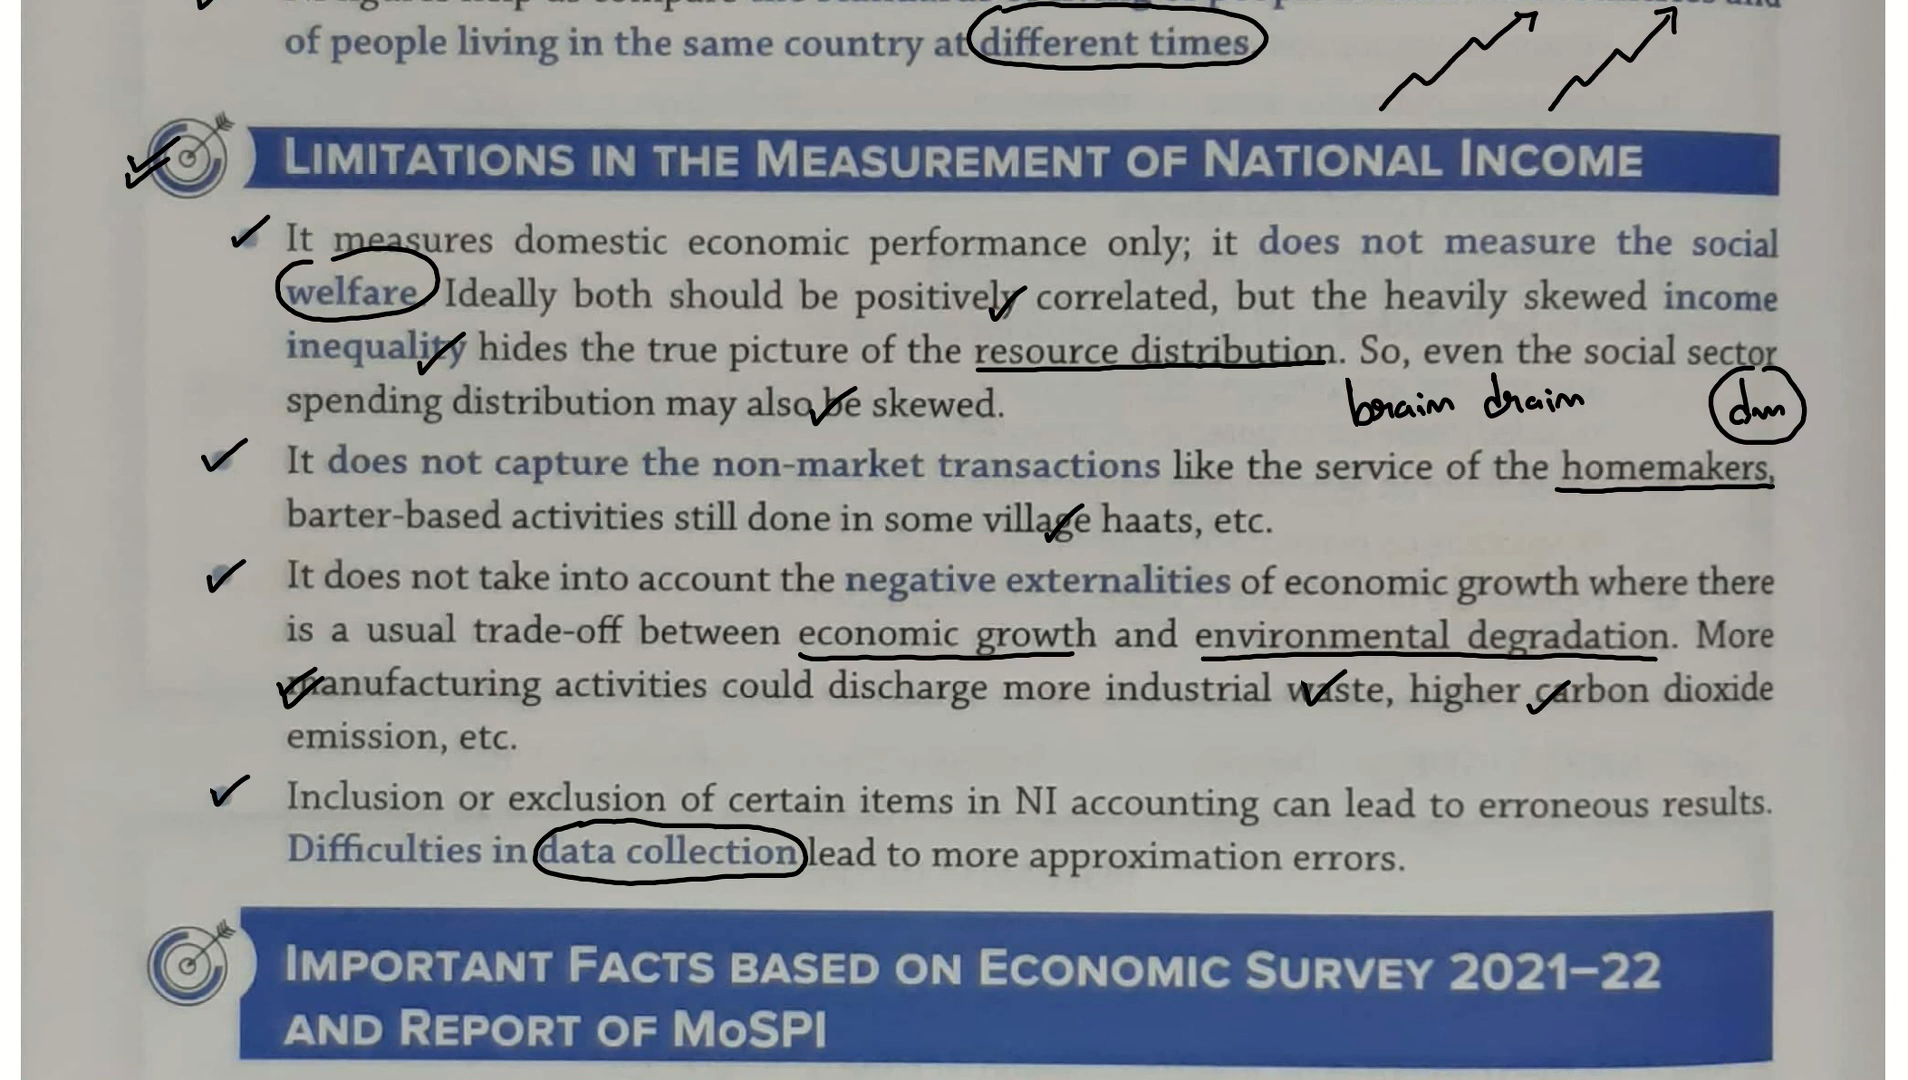 of people living in the same country at different times.
LIMITATIONS IN THE MEASUREMENT OF NATIONAL INCOME
It measures domestic economic performance only; it does not measure the social
welfare. Ideally both should be positively correlated, but the heavily skewed income
inequality hides the true picture of the resource distribution. So, even the social sector
spending distribution may also be skewed.
brain drain
It does not capture the non-market transactions like the service of the homemakers,
barter-based activities still done in some village haats, etc.
It does not take into account the negative externalities of economic growth where there
is a usual trade-off between economic growth and environmental degradation. More
manufacturing activities could discharge more industrial waste, higher carbon dioxide
emission, etc.
Inclusion or exclusion of certain items in NI accounting can lead to erroneous results.
Difficulties in data collection lead to more approximation errors.
IMPORTANT FACTS BASED ON ECONOMIC SURVEY 2021–22
AND REPORT OF MoSPI